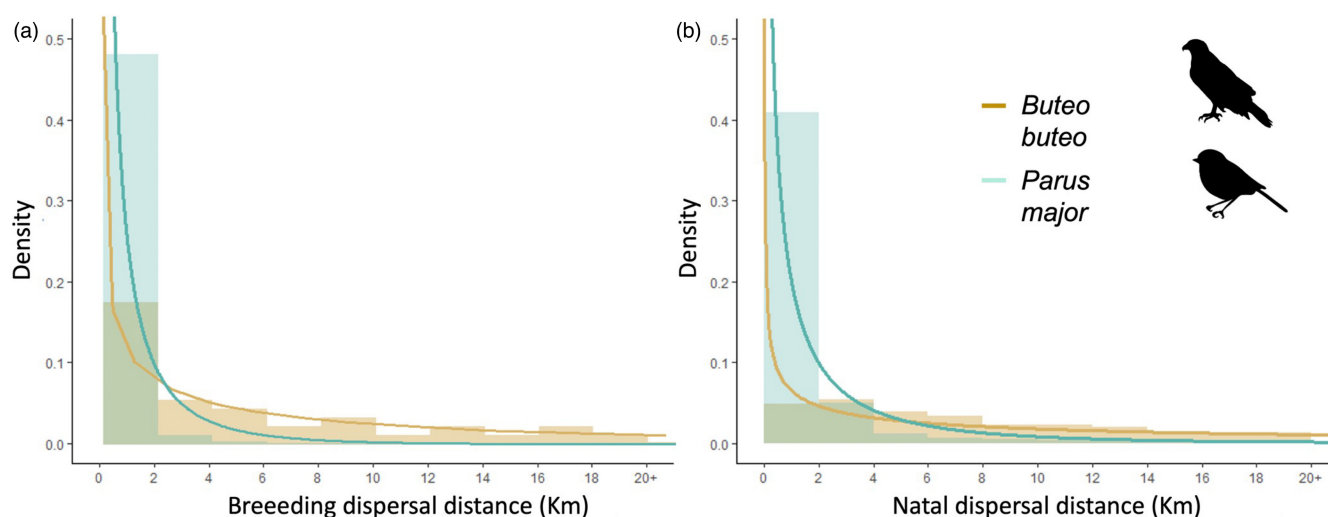 (a)
0.5
0.4
0.3
0.2
0.1
0.0
Density
0 2 4 6 8 10 12 14 16 18 20+
Breeeding dispersal distance (Km)
(b)
0.5
0.4
0.3
0.2
0.1
0.0
Density
0 2 4 6 8 10 12 14 16 18 20+
Natal dispersal distance (Km)
Buteo
buteo
Parus
major